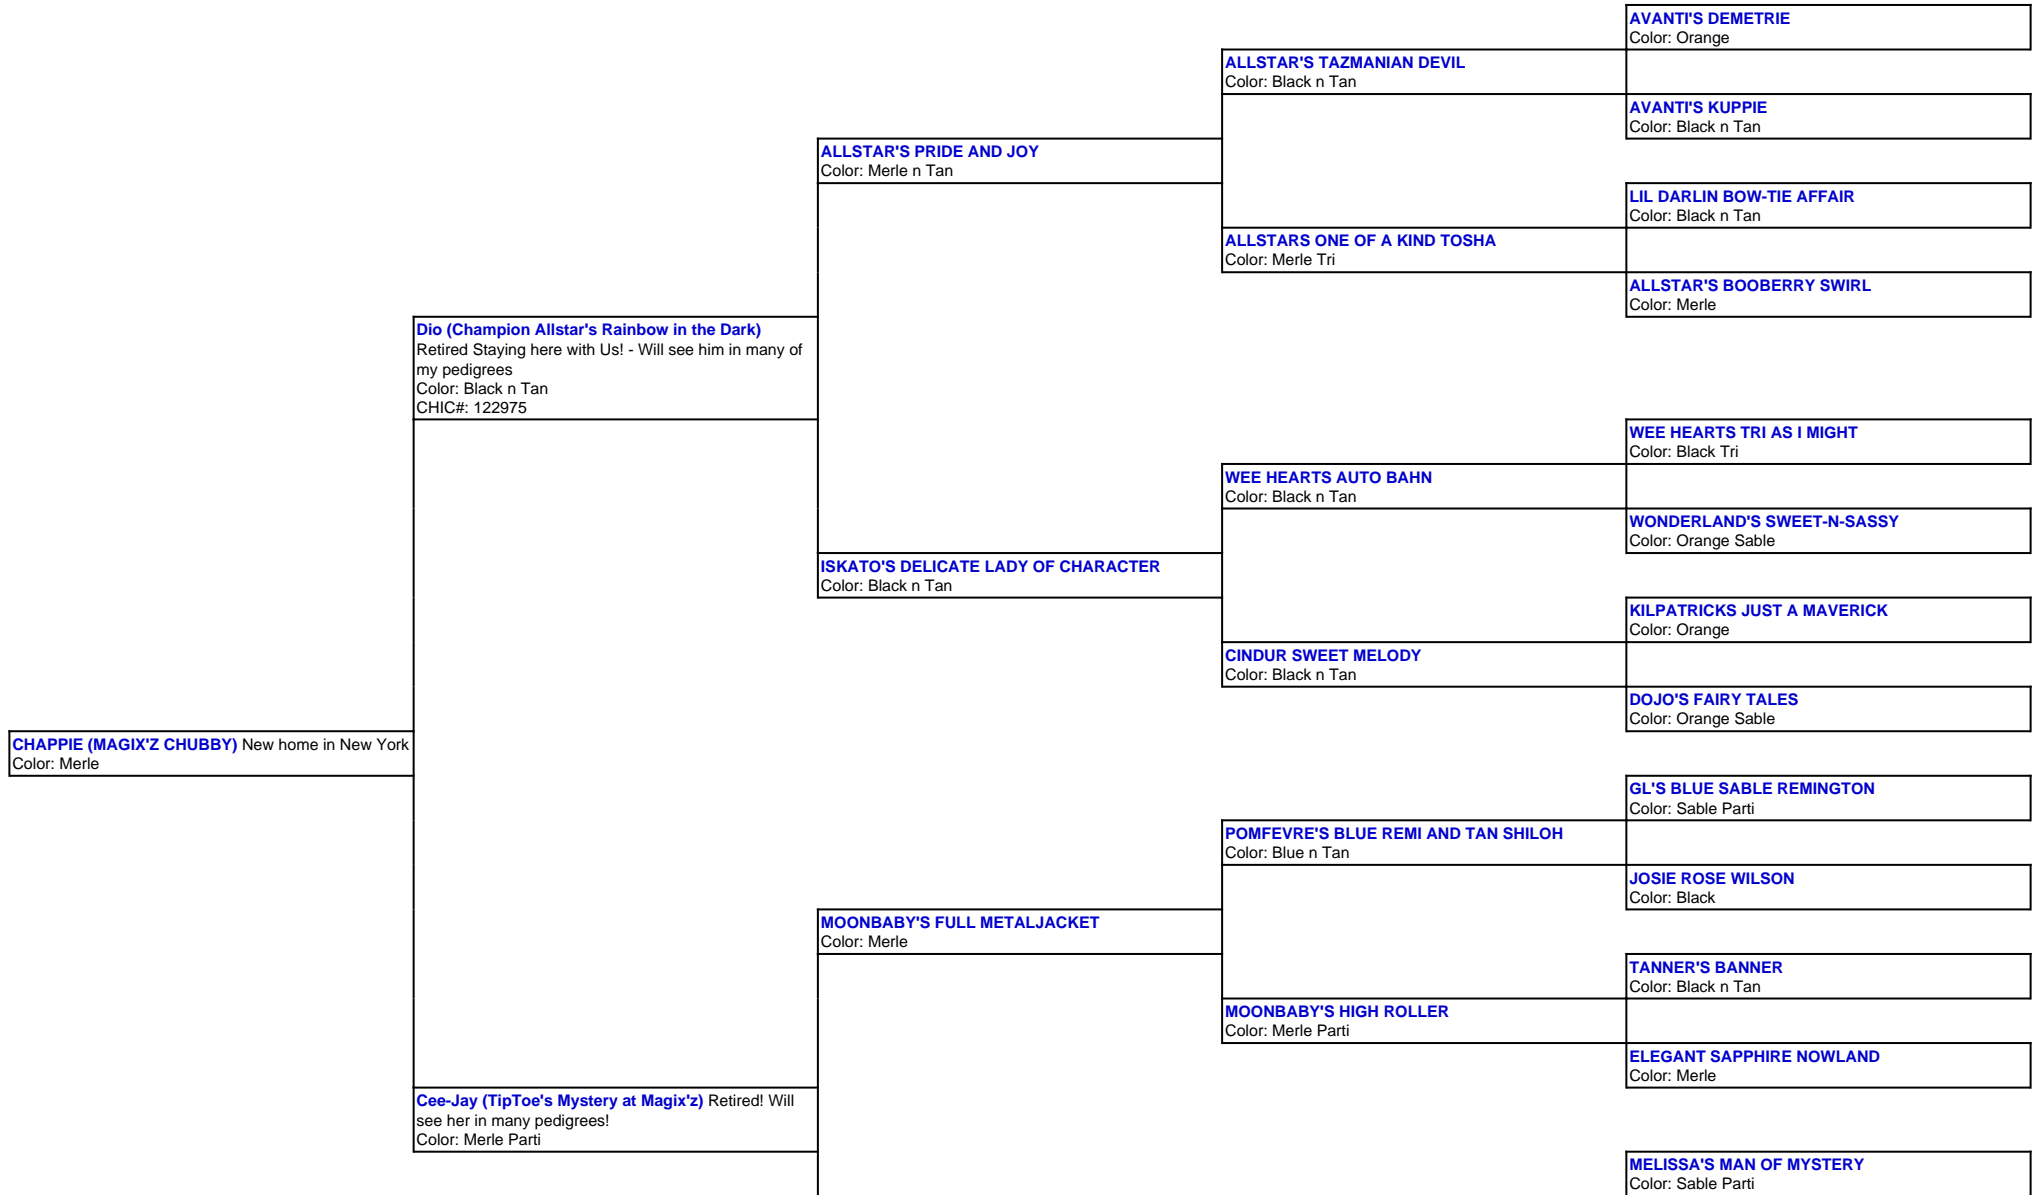 AVANTI'S DEMETRIE
Color: Orange
ALLSTAR'S TAZMANIAN DEVIL
Color: Black n Tan
AVANTI'S KUPPIE
Color: Black n Tan
ALLSTAR'S PRIDE AND JOY
Color: Merle n Tan
LIL DARLIN BOW-TIE AFFAIR
Color: Black n Tan
ALLSTARS ONE OF A KIND TOSHA
Color: Merle Tri
ALLSTAR'S BOOBERRY SWIRL
Color: Merle
Dio (Champion Allstar's Rainbow in the Dark)
Retired Staying here with Us! - Will see him in many of
my pedigrees
Color: Black n Tan
CHIC#: 122975
WEE HEARTS TRI AS I MIGHT
Color: Black Tri
WEE HEARTS AUTO BAHN
Color: Black n Tan
WONDERLAND'S SWEET-N-SASSY
Color: Orange Sable
ISKATO'S DELICATE LADY OF CHARACTER
Color: Black n Tan
KILPATRICKS JUST A MAVERICK
Color: Orange
CINDUR SWEET MELODY
Color: Black n Tan
DOJO'S FAIRY TALES
Color: Orange Sable
CHAPPIE (MAGIX'Z CHUBBY) New home in New York
Color: Merle
GL'S BLUE SABLE REMINGTON
Color: Sable Parti
POMFEVRE'S BLUE REMI AND TAN SHILOH
Color: Blue n Tan
JOSIE ROSE WILSON
Color: Black
MOONBABY'S FULL METALJACKET
Color: Merle
TANNER'S BANNER
Color: Black n Tan
MOONBABY'S HIGH ROLLER
Color: Merle Parti
ELEGANT SAPPHIRE NOWLAND
Color: Merle
Cee-Jay (TipToe's Mystery at Magix'z) Retired! Will
see her in many pedigrees!
Color: Merle Parti
MELISSA'S MAN OF MYSTERY
Color: Sable Parti